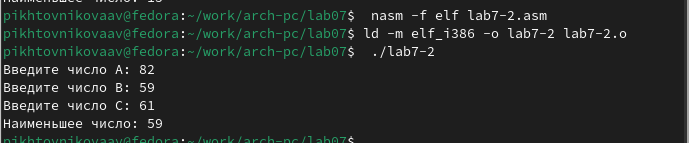 Наименьшее число: 15
pikhtovnikovaav@fedora:~/work/arch-pc/lab07$  nasm -f elf lab7-2.asm
pikhtovnikovaav@fedora:~/work/arch-pc/lab07$ ld -m elf_i386 -o lab7-2 lab7-2.o
pikhtovnikovaav@fedora:~/work/arch-pc/lab07$  ./lab7-2
Введите число A: 82
Введите число B: 59
Введите число C: 61
Наименьшее число: 59
pikhtovnikovaav@fedora:~/work/arch-pc/lab07$